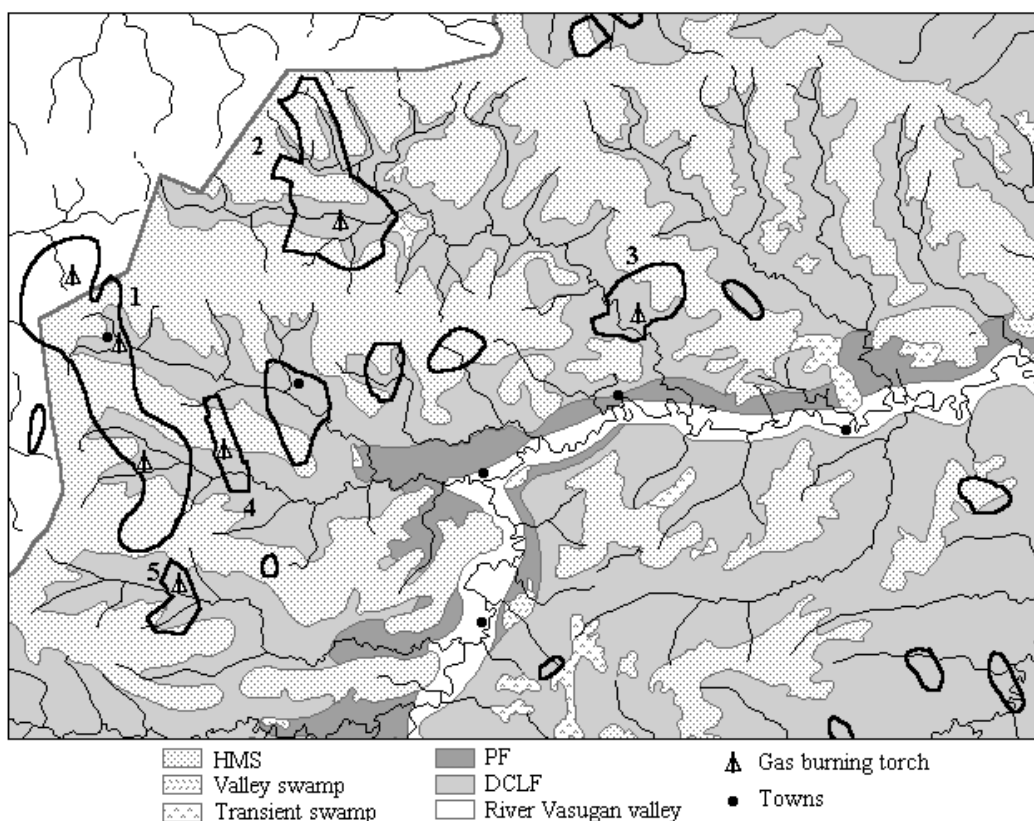 2
3
1
4
5
HMS
Valley swamp
Transient swamp
PF
DCLF
River Vasugan valley
Gas burning torch
Towns